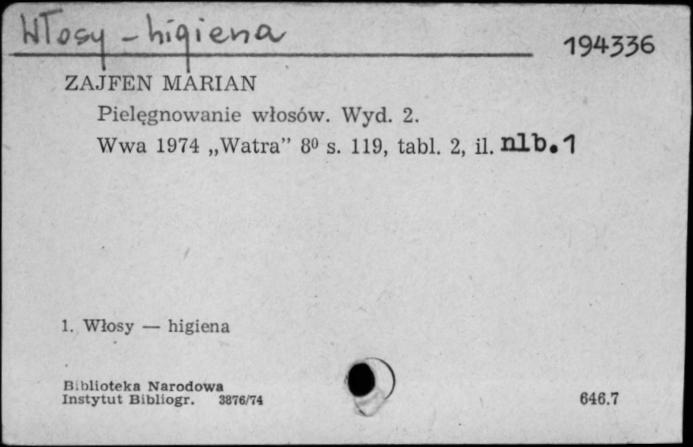 Włosy - higiena
194336
ZAJFEN MARIAN
Pielęgnowanie włosów. Wyd. 2.
Wwa 1974 „Watra” 8⁰ s. 119, tabl. 2, il. nlb. 1
1. Włosy — higiena
Biblioteka Narodowa
Instytut Bibliogr. 3876/74
646.7